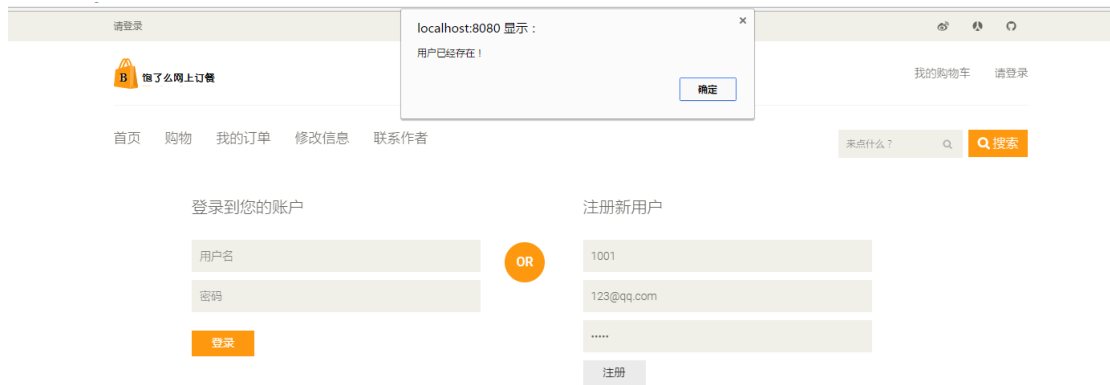 请登录
localhost:8080 显示：
用户已经存在！
确定
B 饱了么网上订餐
我的购物车 请登录
首页 购物 我的订单 修改信息 联系作者
来点什么？ 搜索
登录到您的账户
用户名
密码
登录
OR
注册新用户
1001
123@qq.com
•••••
注册